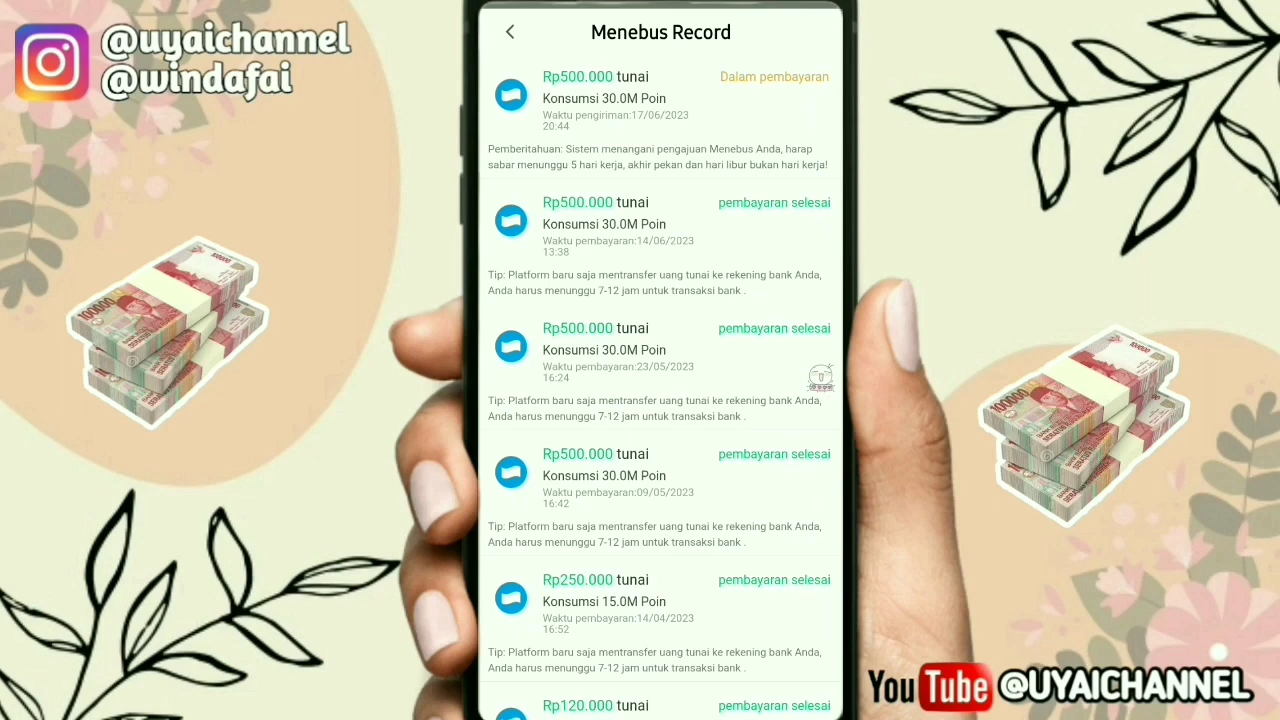 @uyaichannel
@windafai
Menebus Record
Rp500.000 tunai
Dalam pembayaran
Konsumsi 30.0M Poin
Waktu pengiriman:17/06/2023
20:44
Pemberitahuan: Sistem menangani pengajuan Menebus Anda, harap
sabar menunggu 5 hari kerja, akhir pekan dan hari libur bukan hari kerja!
Rp500.000 tunai
pembayaran selesai
Konsumsi 30.0M Poin
Waktu pembayaran:14/06/2023
13:38
Tip: Platform baru saja mentransfer uang tunai ke rekening bank Anda,
Anda harus menunggu 7-12 jam untuk transaksi bank .
Rp500.000 tunai
pembayaran selesai
Konsumsi 30.0M Poin
Waktu pembayaran:23/05/2023
16:24
Tip: Platform baru saja mentransfer uang tunai ke rekening bank Anda,
Anda harus menunggu 7-12 jam untuk transaksi bank .
Rp500.000 tunai
pembayaran selesai
Konsumsi 30.0M Poin
Waktu pembayaran:09/05/2023
16:42
Tip: Platform baru saja mentransfer uang tunai ke rekening bank Anda,
Anda harus menunggu 7-12 jam untuk transaksi bank .
Rp250.000 tunai
pembayaran selesai
Konsumsi 15.0M Poin
Waktu pembayaran:14/04/2023
16:52
Tip: Platform baru saja mentransfer uang tunai ke rekening bank Anda,
Anda harus menunggu 7-12 jam untuk transaksi bank .
Rp120.000 tunai
pembayaran selesai
100000
100000
100000
100000
YouTube @UYAICHANNEL